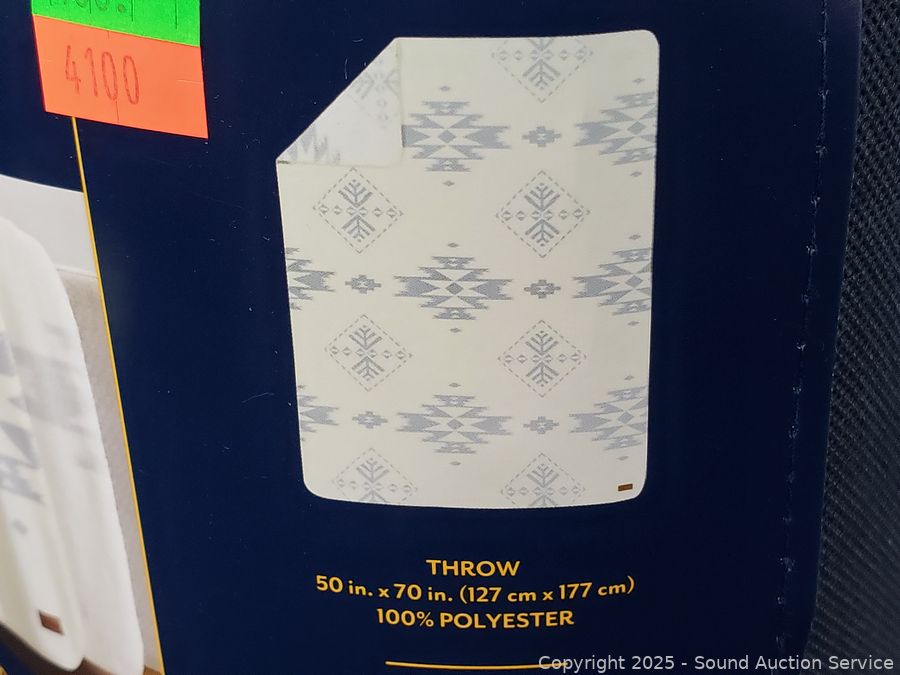 4100
THROW
50 in. x 70 in. (127 cm x 177 cm)
100% POLYESTER
Copyright 2025 - Sound Auction Service